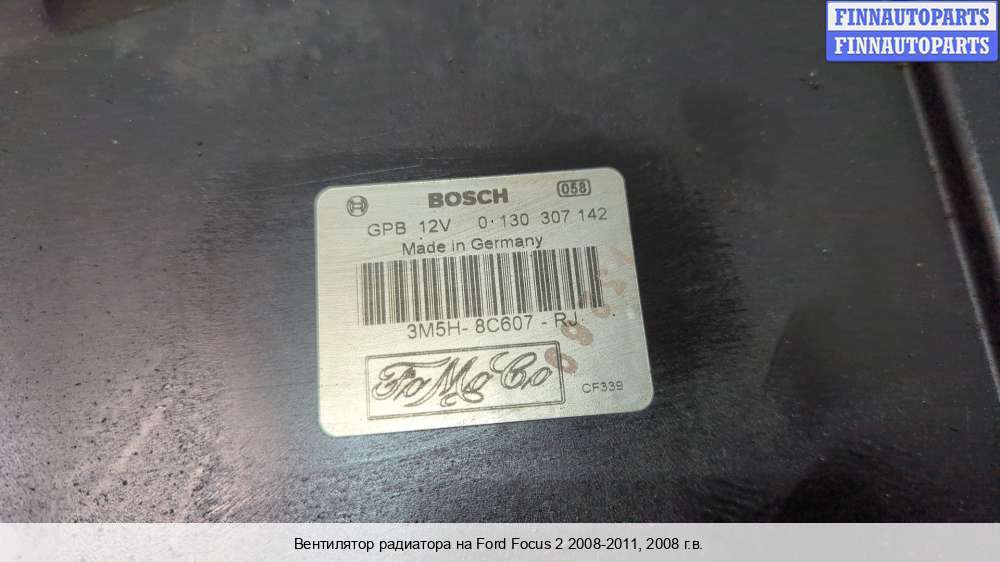 FINNAUTOPARTS
FINNAUTOPARTS
BOSCH 058
GPB 12V 0 130 307 142
Made in Germany
3M5H- 8C607 - RJ
FoMoCo
CF339
Вентилятор радиатора на Ford Focus 2 2008-2011, 2008 г.в.